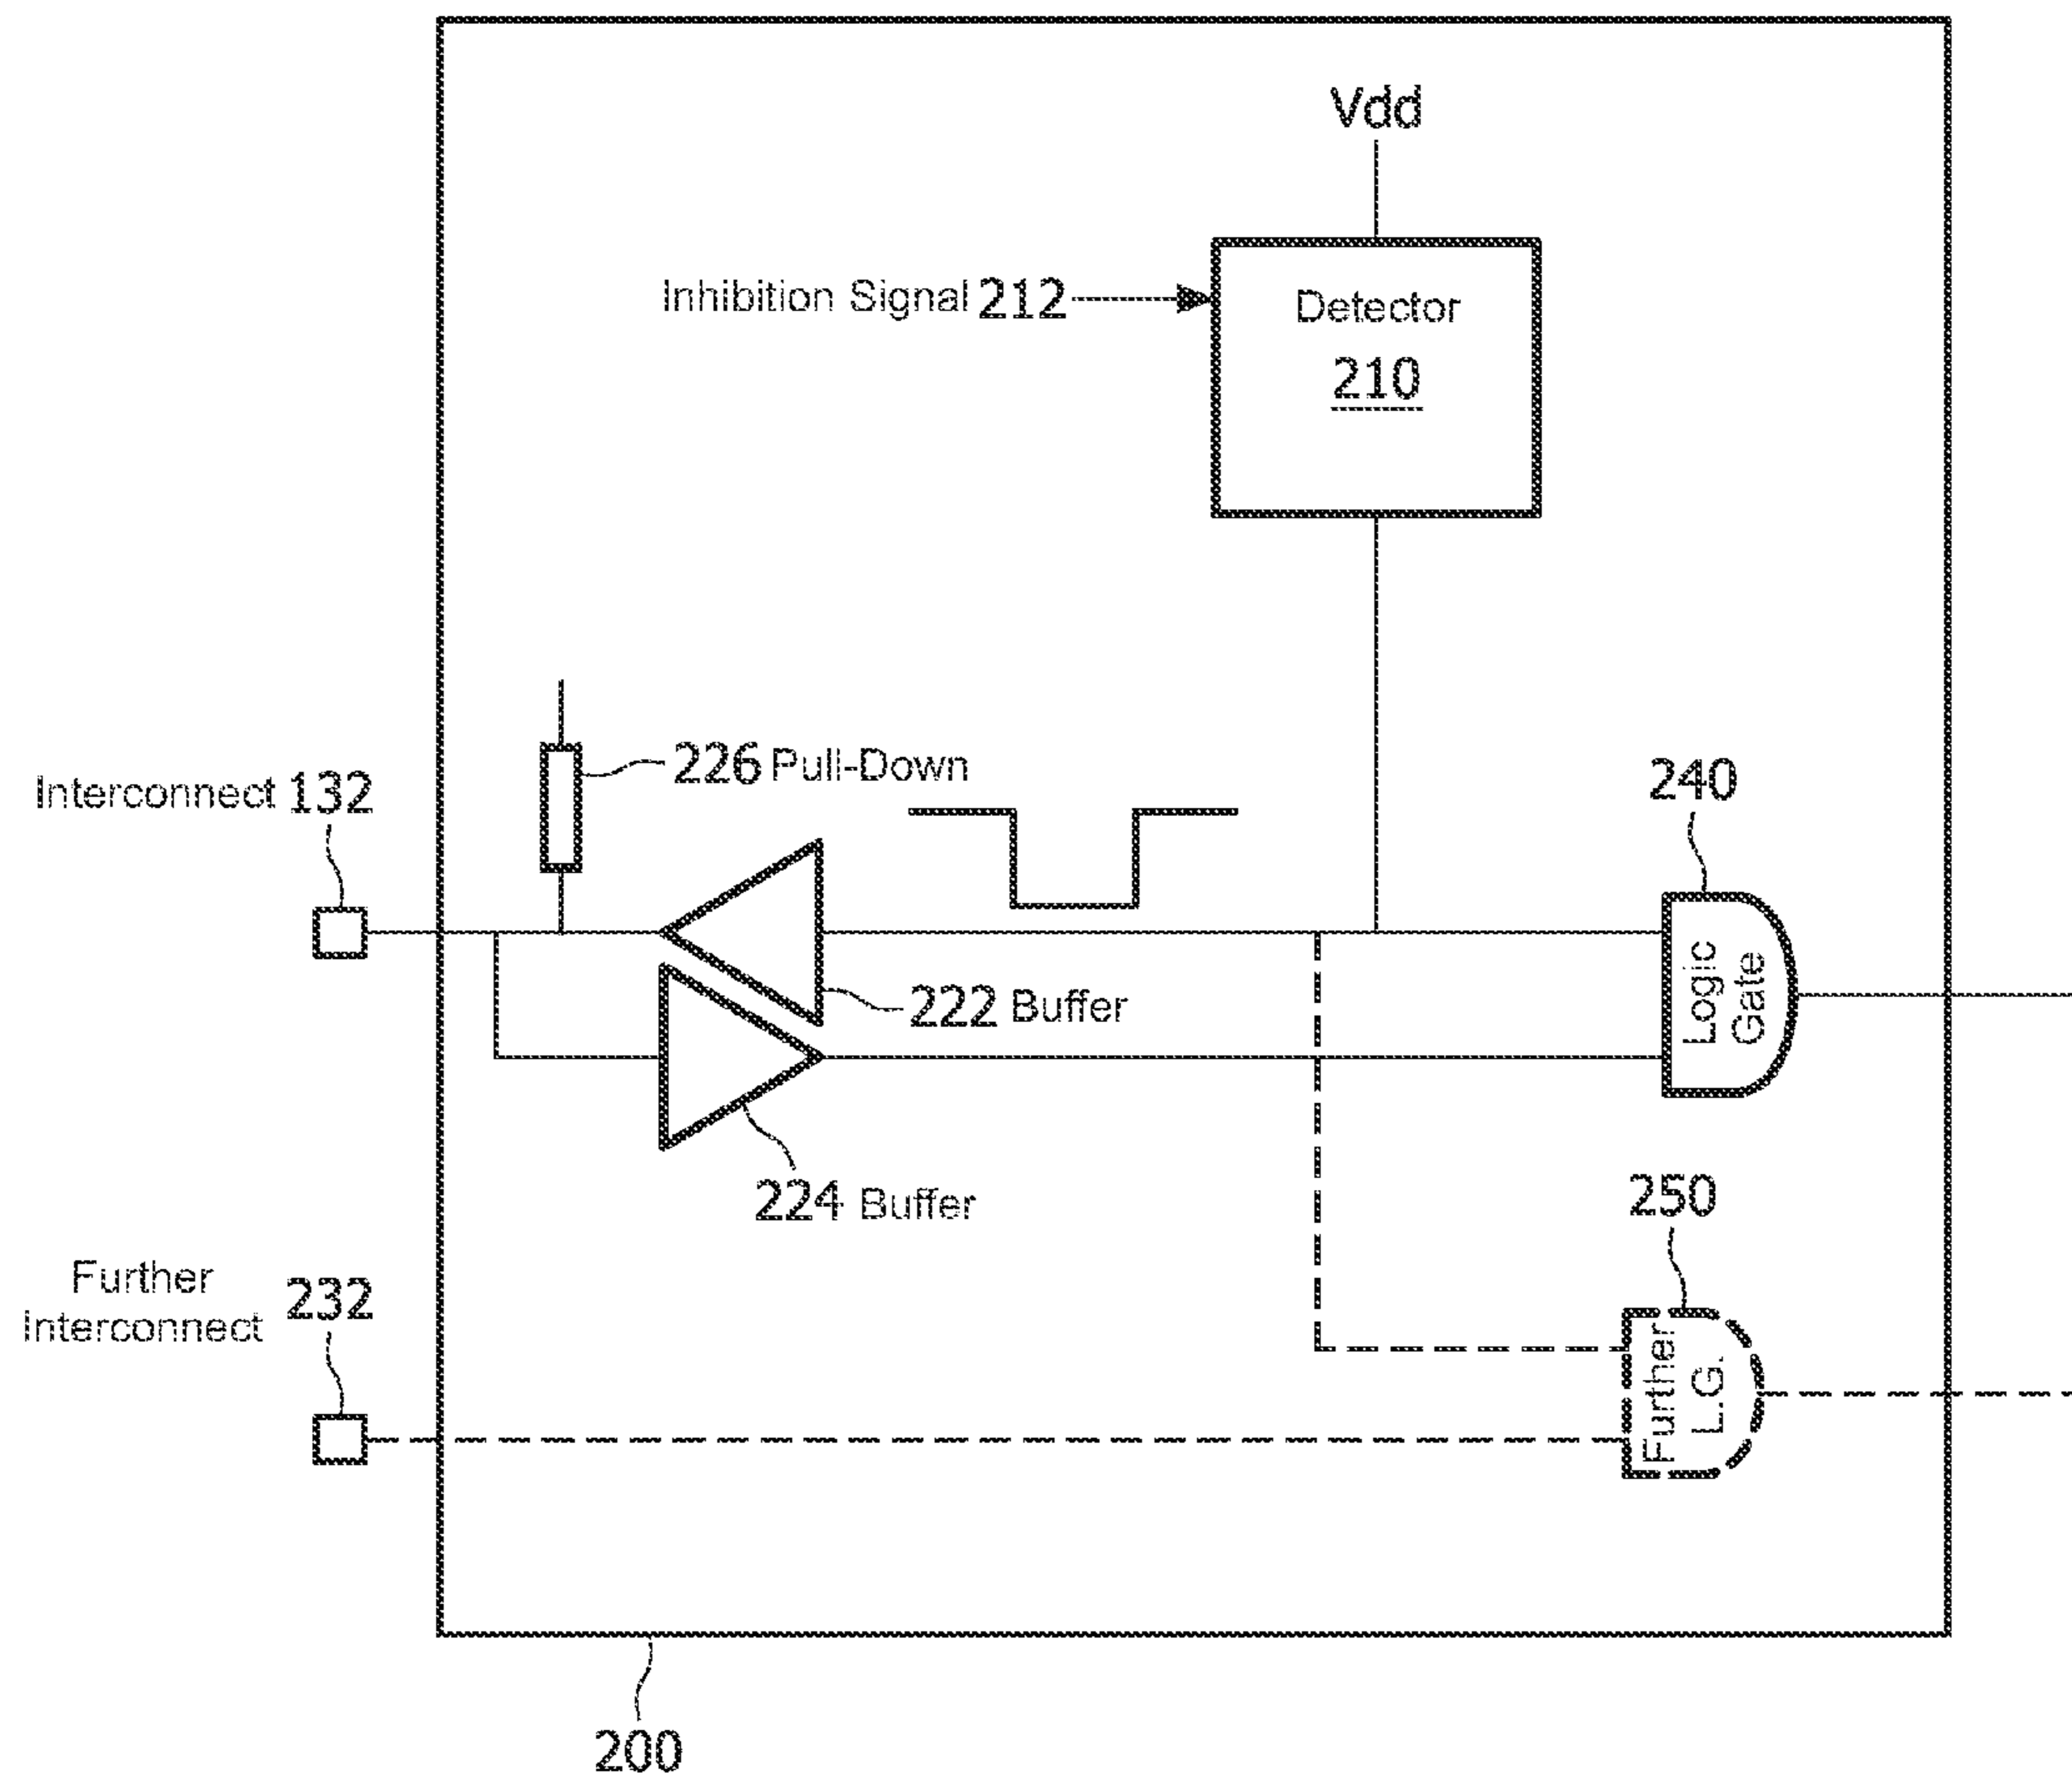 Vdd
Inhibition Signal 212
Detector
210
226 Pull-Down
Interconnect 132
240
Logic
Gate
222 Buffer
224 Buffer
250
Further
Interconnect 232
Further
L.G.
200